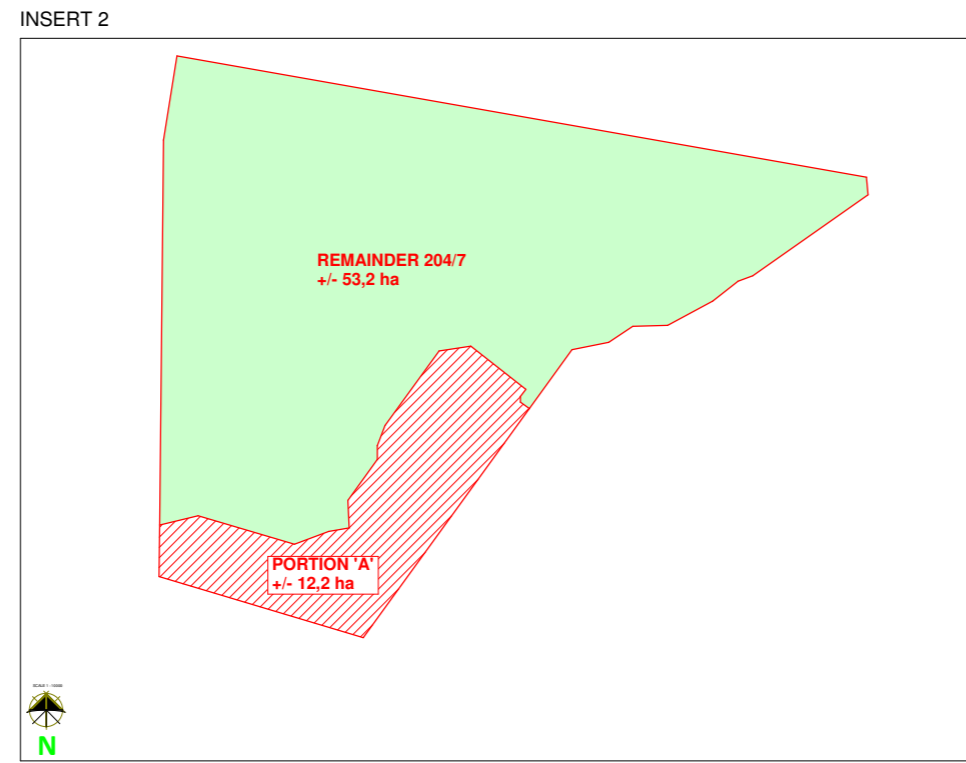 INSERT 2
REMAINDER 204/7
+/- 53,2 ha
PORTION 'A'
+/- 12,2 ha
N